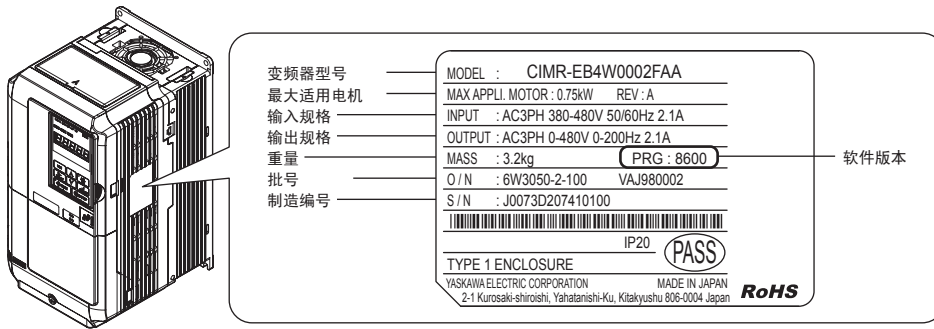 变频器型号
最大适用电机
输入规格
输出规格
重量
批号
制造编号
MODEL : CIMR-EB4W0002FAA
MAX APPLI. MOTOR : 0.75kW REV : A
INPUT : AC3PH 380-480V 50/60Hz 2.1A
OUTPUT : AC3PH 0-480V 0-200Hz 2.1A
MASS : 3.2kg PRG : 8600
O / N : 6W3050-2-100 VAJ980002
S / N : J0073D207410100
IP20
PASS
TYPE 1 ENCLOSURE
YASKAWA ELECTRIC CORPORATION MADE IN JAPAN
2-1 Kurosaki-shiroishi, Yahatanishi-Ku, Kitakyushu 806-0004 Japan
RoHS
软件版本